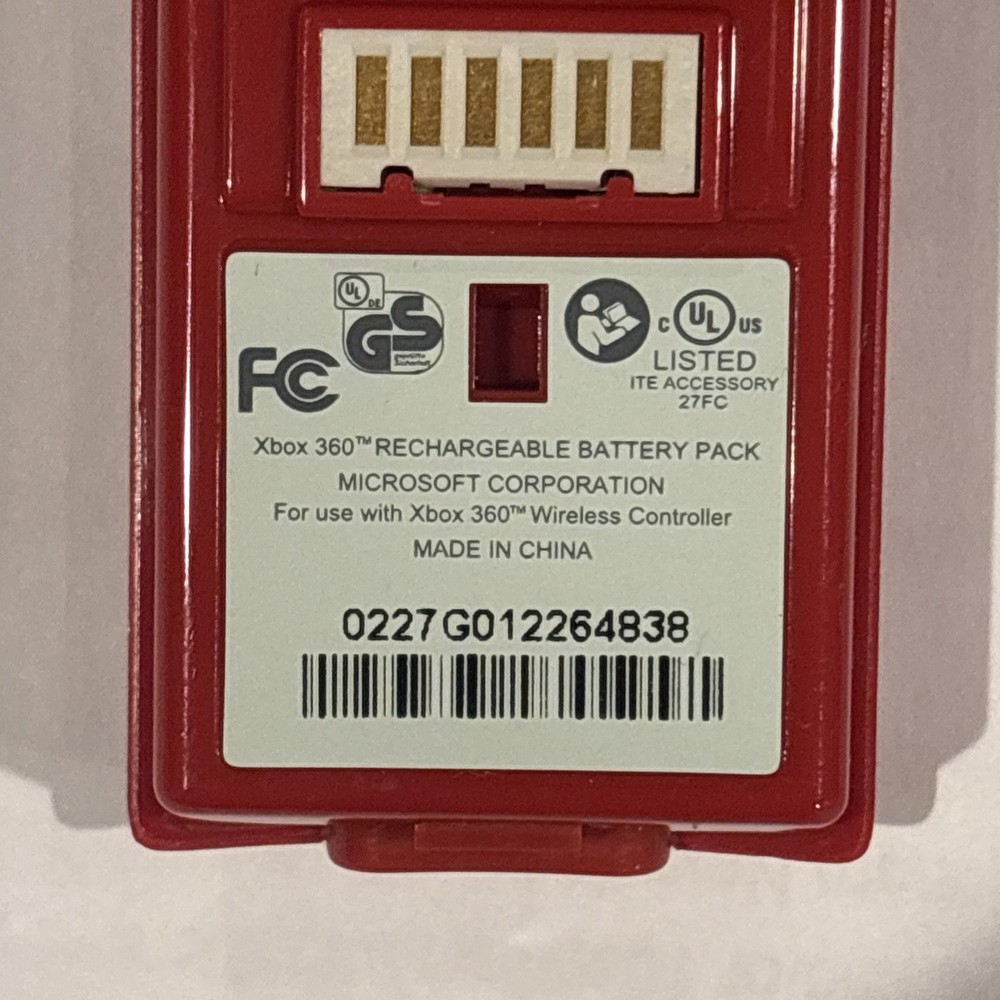 UL
DE
GS
FC
C UL US
LISTED
ITE ACCESSORY
27FC
Xbox 360™ RECHARGEABLE BATTERY PACK
MICROSOFT CORPORATION
For use with Xbox 360™ Wireless Controller
MADE IN CHINA
0227G012264838